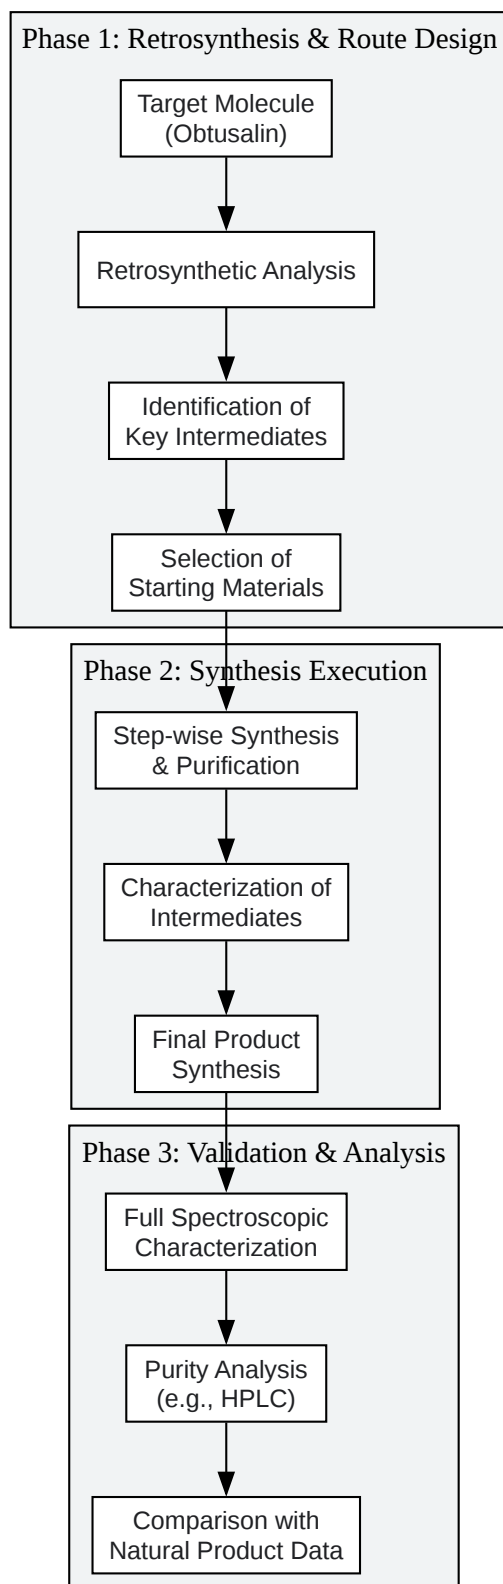 Phase 1: Retrosynthesis & Route Design
Target Molecule
(Obtusalin)
Retrosynthetic Analysis
Identification of
Key Intermediates
Selection of
Starting Materials
Phase 2: Synthesis Execution
Step-wise Synthesis
& Purification
Characterization of
Intermediates
Final Product
Synthesis
Phase 3: Validation & Analysis
Full Spectroscopic
Characterization
Purity Analysis
(e.g., HPLC)
Comparison with
Natural Product Data